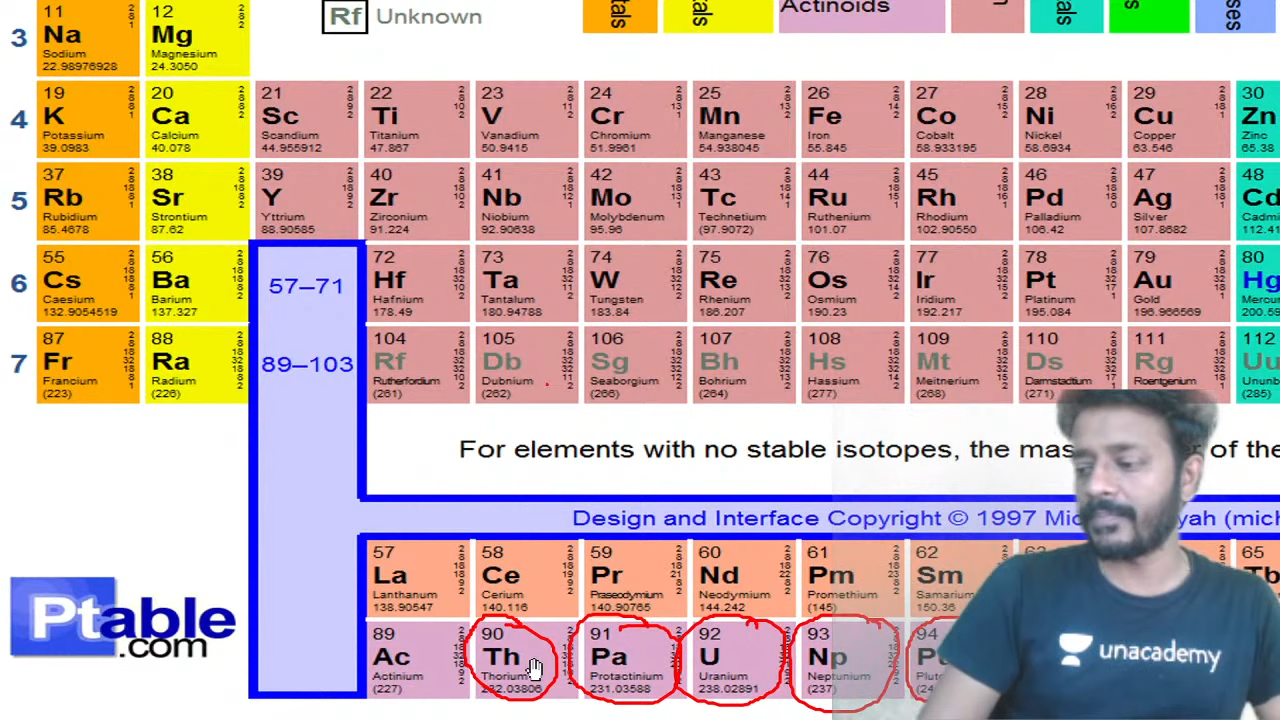 Rf Unknown
Actinoids
3
11 Na Sodium 22.98976928
12 Mg Magnesium 24.3050
4
19 K Potassium 39.0983
20 Ca Calcium 40.078
21 Sc Scandium 44.955912
22 Ti Titanium 47.867
23 V Vanadium 50.9415
24 Cr Chromium 51.9961
25 Mn Manganese 54.938045
26 Fe Iron 55.845
27 Co Cobalt 58.933195
28 Ni Nickel 58.6934
29 Cu Copper 63.546
30 Zn Zinc 65.38
5
37 Rb Rubidium 85.4678
38 Sr Strontium 87.62
39 Y Yttrium 88.90585
40 Zr Zirconium 91.224
41 Nb Niobium 92.90638
42 Mo Molybdenum 95.96
43 Tc Technetium (97.9072)
44 Ru Ruthenium 101.07
45 Rh Rhodium 102.90550
46 Pd Palladium 106.42
47 Ag Silver 107.8682
48 Cd
6
55 Cs Caesium 132.9054519
56 Ba Barium 137.327
57–71
72 Hf Hafnium 178.49
73 Ta Tantalum 180.94788
74 W Tungsten 183.84
75 Re Rhenium 186.207
76 Os Osmium 190.23
77 Ir Iridium 192.217
78 Pt Platinum 195.084
79 Au Gold 196.966569
80 Hg
7
87 Fr Francium (223)
88 Ra Radium (226)
89–103
104 Rf Rutherfordium (261)
105 Db Dubnium (262)
106 Sg Seaborgium (266)
107 Bh Bohrium (264)
108 Hs Hassium (277)
109 Mt Meitnerium (268)
110 Ds Darmstadtium (271)
111 Rg Roentgenium
112 (285)
For elements with no stable isotopes, the
Design and Interface Copyright © 1997
57 La Lanthanum 138.90547
58 Ce Cerium 140.116
59 Pr Praseodymium 140.90765
60 Nd Neodymium 144.242
61 Pm Promethium (145)
62 Sm Samarium 150.36
65 Tb
89 Ac Actinium (227)
90 Th Thorium 232.03806
91 Pa Protactinium 231.03588
92 U Uranium 238.02891
93 Np Neptunium (237)
94
Ptable.com
unacademy